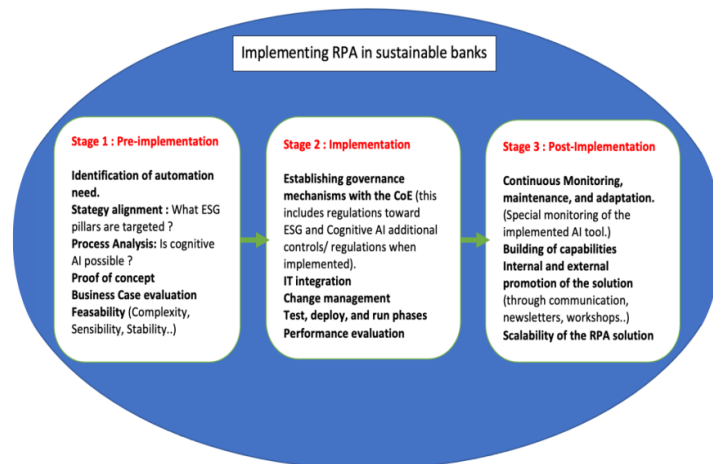 Implementing RPA in sustainable banks
Stage 1 : Pre-implementation
Identification of automation
need.
Stategy alignment : What ESG
pillars are targeted ?
Process Analysis: Is cognitive
AI possible ?
Proof of concept
Business Case evaluation
Feasability (Complexity,
Sensibility, Stability..)
Stage 2 : Implementation
Establishing governance
mechanisms with the CoE (this
includes regulations toward
ESG and Cognitive AI additional
controls/ regulations when
implemented).
IT integration
Change management
Test, deploy, and run phases
Performance evaluation
Stage 3 : Post-Implementation
Continuous Monitoring,
maintenance, and adaptation.
(Special monitoring of the
implemented AI tool.)
Building of capabilities
Internal and external
promotion of the solution
(through communication,
newsletters, workshops..)
Scalability of the RPA solution